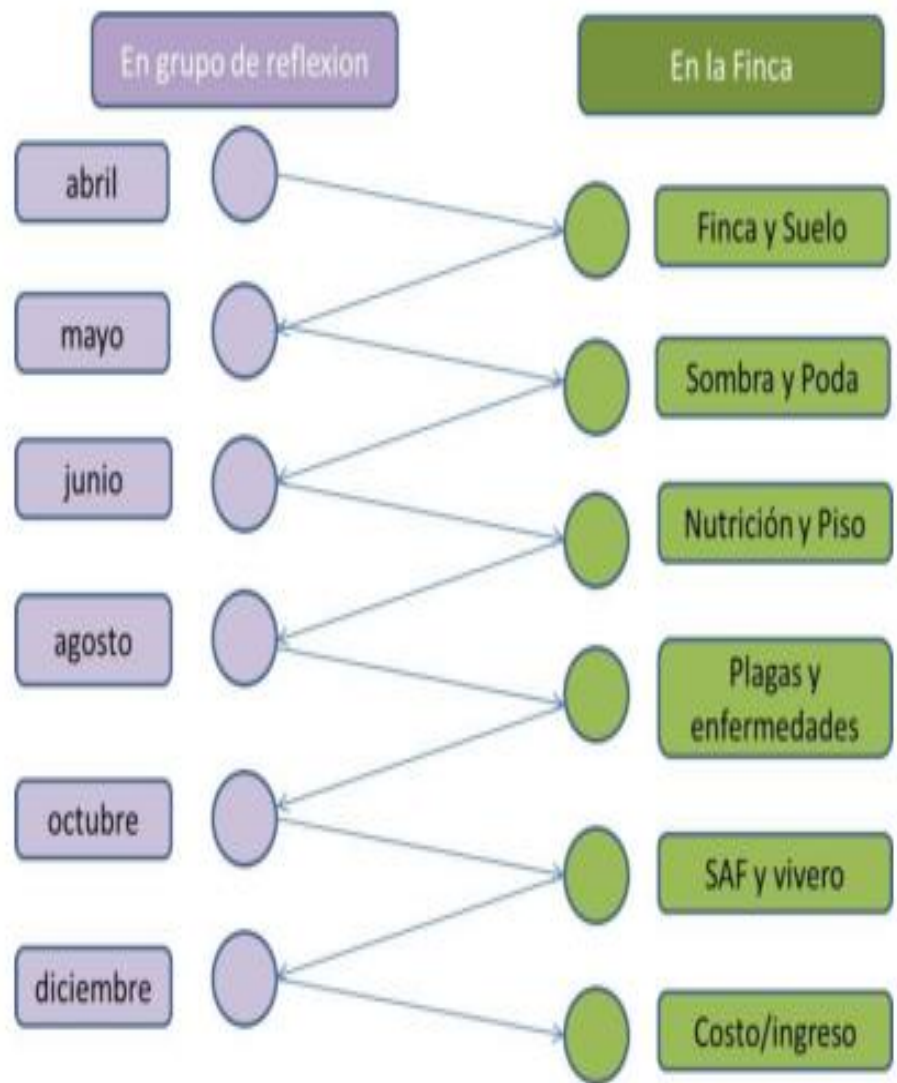 En grupo de reflexion
En la Finca
abril
Finca y Suelo
mayo
Sombra y Poda
junio
Nutrición y Piso
agosto
Plagas y
enfermedades
octubre
SAF y vivero
diciembre
Costo/ingreso